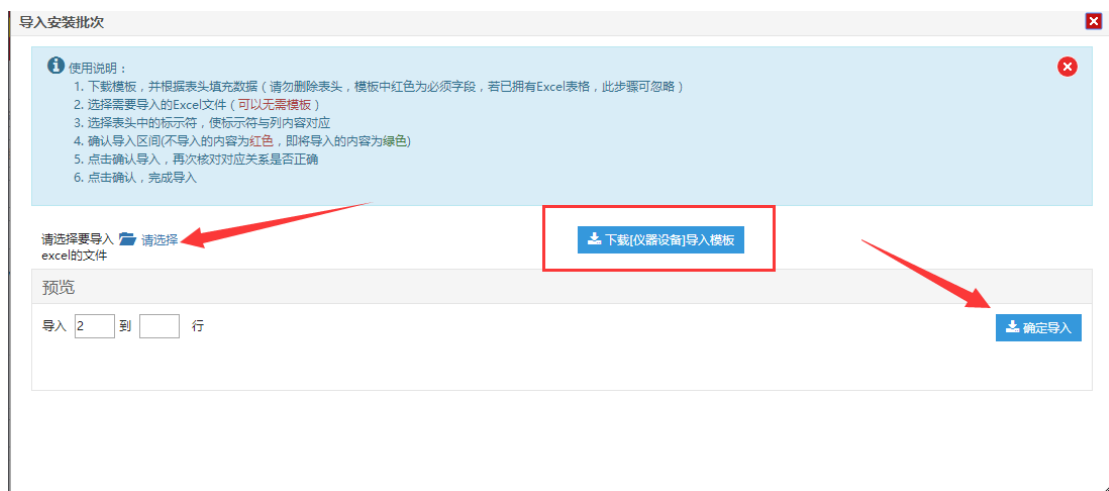 导入安装批次
使用说明：
1. 下载模板，并根据表头填充数据（请勿删除表头，模板中红色为必须字段，若已拥有Excel表格，此步骤可忽略）
2. 选择需要导入的Excel文件（可以无需模板）
3. 选择表头中的标示符，使标示符与列内容对应
4. 确认导入区间(不导入的内容为红色，即将导入的内容为绿色)
5. 点击确认导入，再次核对对应关系是否正确
6. 点击确认，完成导入
请选择要导入 请选择
excel的文件
下载[仪器设备]导入模板
预览
导入 2 到 行
确定导入